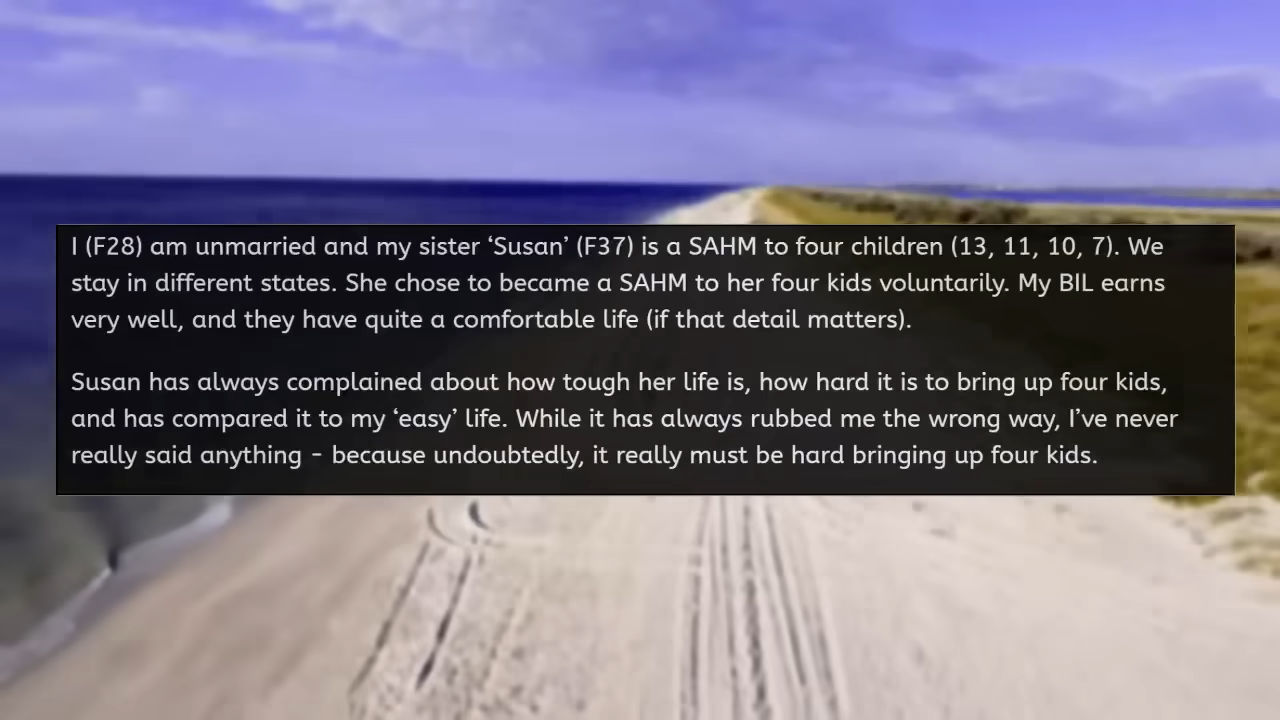 I (F28) am unmarried and my sister ‘Susan’ (F37) is a SAHM to four children (13, 11, 10, 7). We
stay in different states. She chose to became a SAHM to her four kids voluntarily. My BIL earns
very well, and they have quite a comfortable life (if that detail matters).
Susan has always complained about how tough her life is, how hard it is to bring up four kids,
and has compared it to my ‘easy’ life. While it has always rubbed me the wrong way, I’ve never
really said anything - because undoubtedly, it really must be hard bringing up four kids.